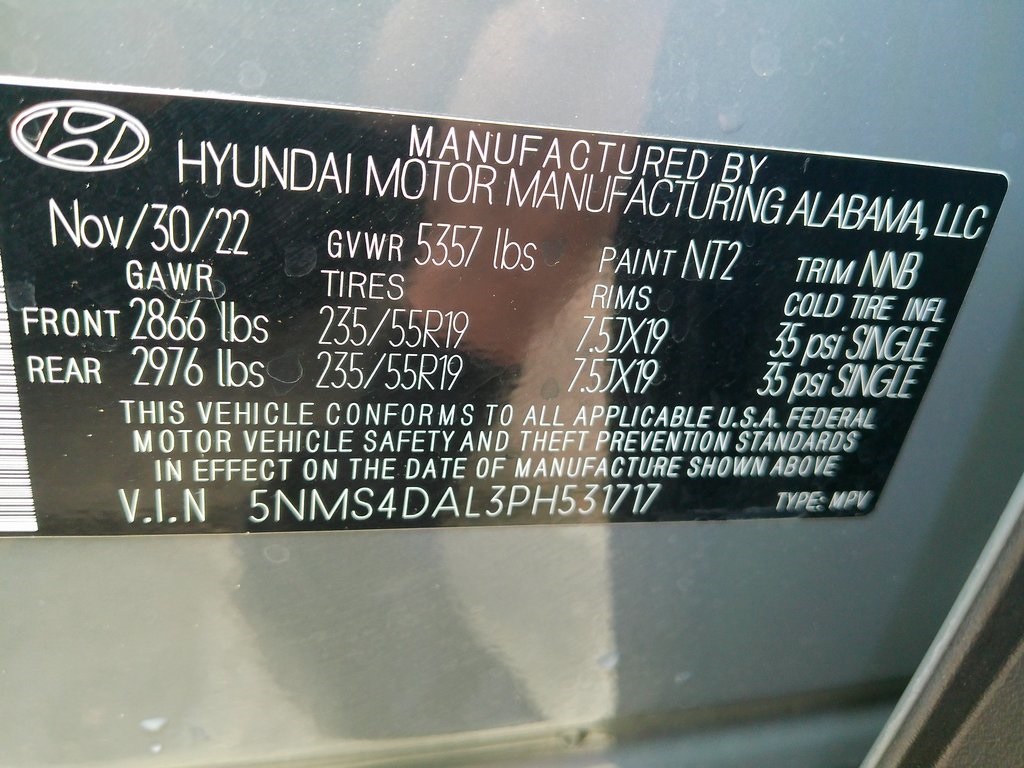 MANUFACTURED BY
HYUNDAI MOTOR MANUFACTURING ALABAMA, LLC
Nov/30/22 GVWR 5357 lbs PAINT NT2 TRIM NNB
GAWR TIRES RIMS COLD TIRE INFL
FRONT 2866 lbs 235/55R19 7.5JX19 35 psi SINGLE
REAR 2976 lbs 235/55R19 7.5JX19 35 psi SINGLE
THIS VEHICLE CONFORMS TO ALL APPLICABLE U.S.A. FEDERAL
MOTOR VEHICLE SAFETY AND THEFT PREVENTION STANDARDS
IN EFFECT ON THE DATE OF MANUFACTURE SHOWN ABOVE
V.I.N 5NMS4DAL3PH531717 TYPE: MPV